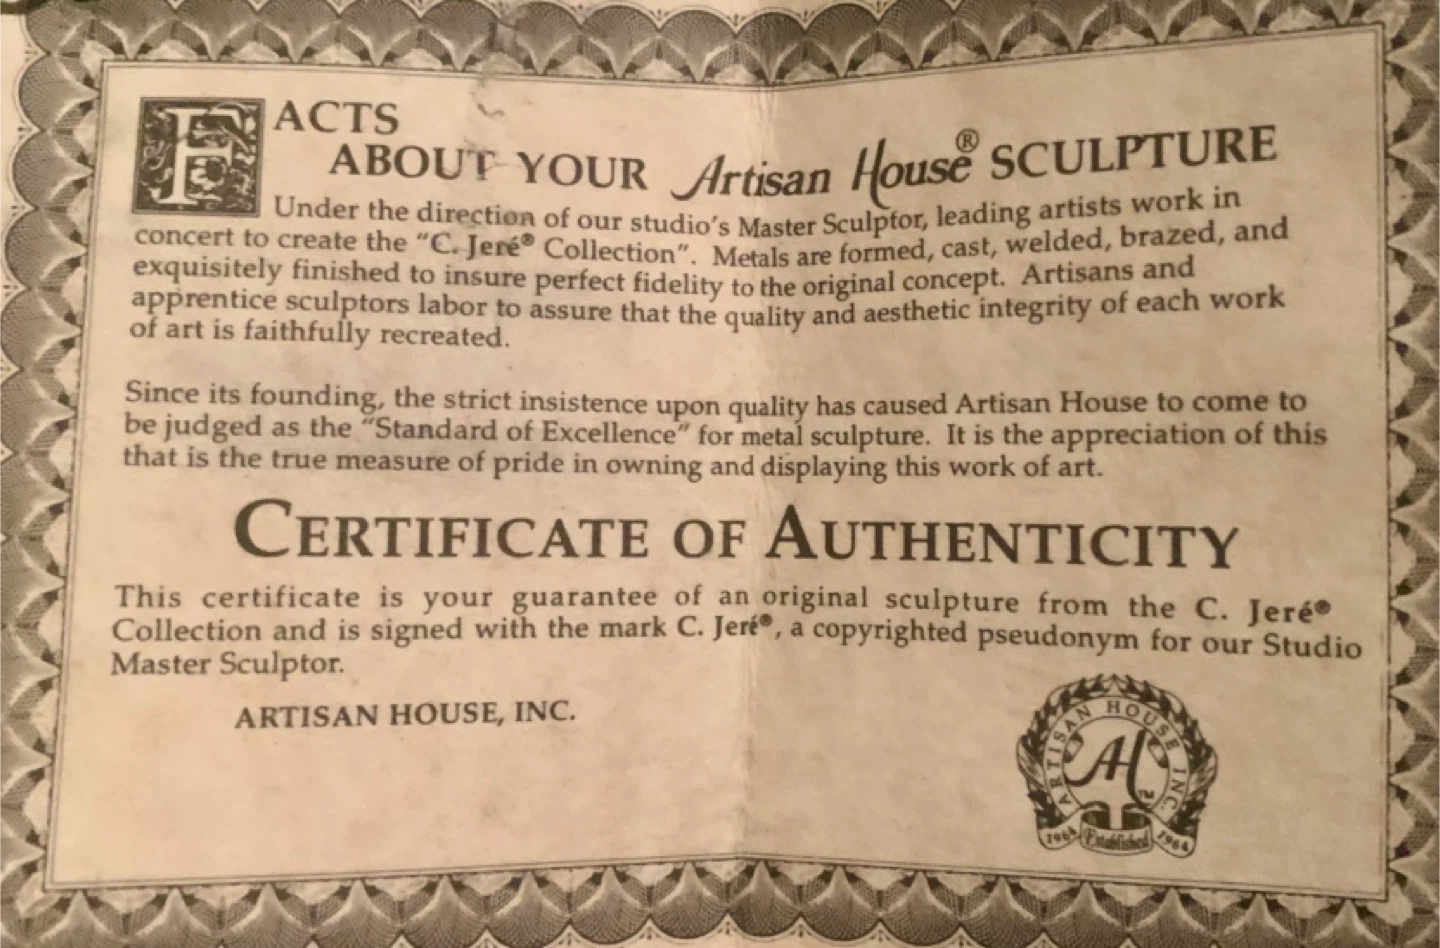 FACTS
ABOUT YOUR Artisan House® SCULPTURE
Under the direction of our studio's Master Sculptor, leading artists work in
concert to create the "C. Jeré® Collection". Metals are formed, cast, welded, brazed, and
exquisitely finished to insure perfect fidelity to the original concept. Artisans and
apprentice sculptors labor to assure that the quality and aesthetic integrity of each work
of art is faithfully recreated.
Since its founding, the strict insistence upon quality has caused Artisan House to come to
be judged as the "Standard of Excellence" for metal sculpture. It is the appreciation of this
that is the true measure of pride in owning and displaying this work of art.
CERTIFICATE OF AUTHENTICITY
This certificate is your guarantee of an original sculpture from the C. Jeré®
Collection and is signed with the mark C. Jeré®, a copyrighted pseudonym for our Studio
Master Sculptor.
ARTISAN HOUSE, INC.
ARTISAN HOUSE INC.
AH™
1964 Established 1964